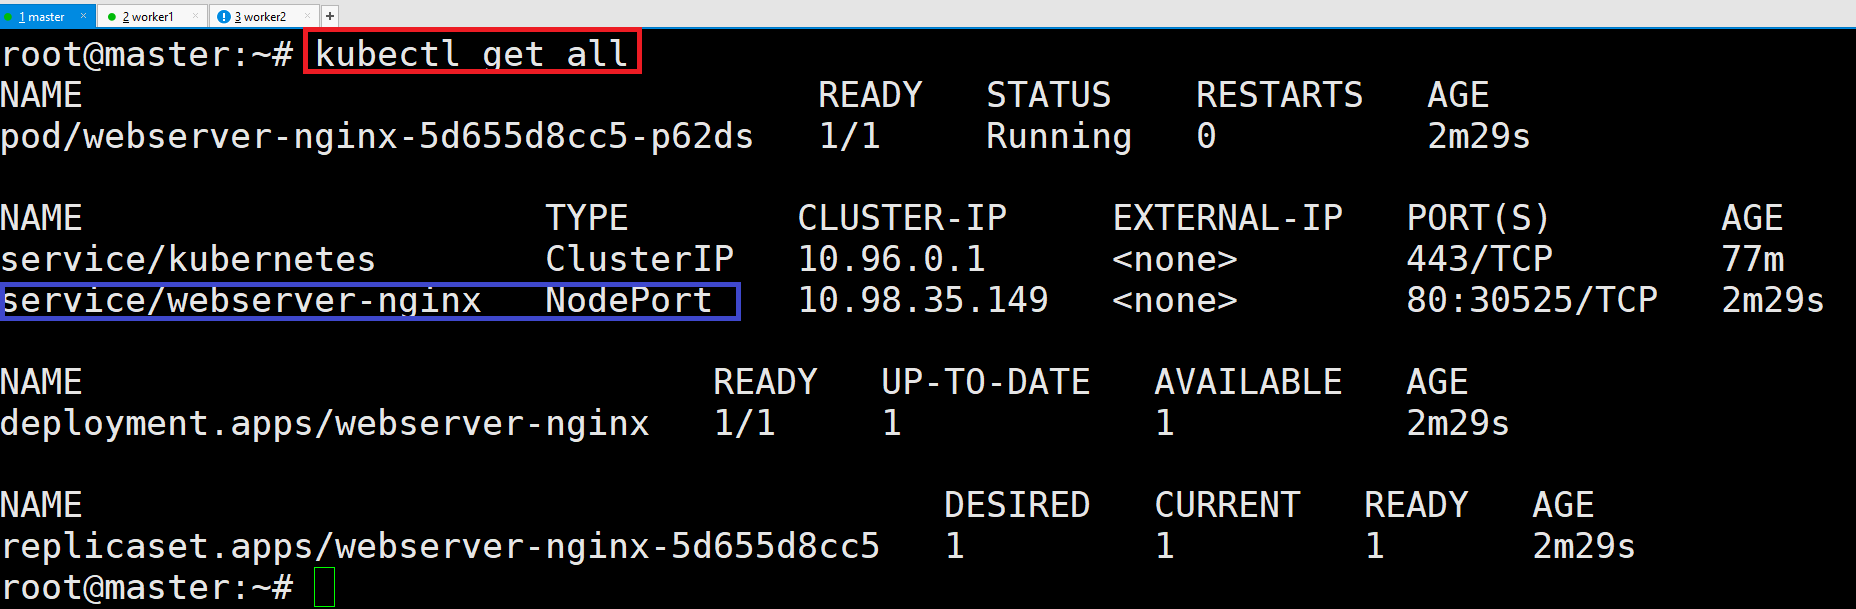 1 master × 2 worker1 × 3 worker2 × +
root@master:~# kubectl get all
NAME READY STATUS RESTARTS AGE
pod/webserver-nginx-5d655d8cc5-p62ds 1/1 Running 0 2m29s
NAME TYPE CLUSTER-IP EXTERNAL-IP PORT(S) AGE
service/kubernetes ClusterIP 10.96.0.1 <none> 443/TCP 77m
service/webserver-nginx NodePort 10.98.35.149 <none> 80:30525/TCP 2m29s
NAME READY UP-TO-DATE AVAILABLE AGE
deployment.apps/webserver-nginx 1/1 1 1 2m29s
NAME DESIRED CURRENT READY AGE
replicaset.apps/webserver-nginx-5d655d8cc5 1 1 1 2m29s
root@master:~#